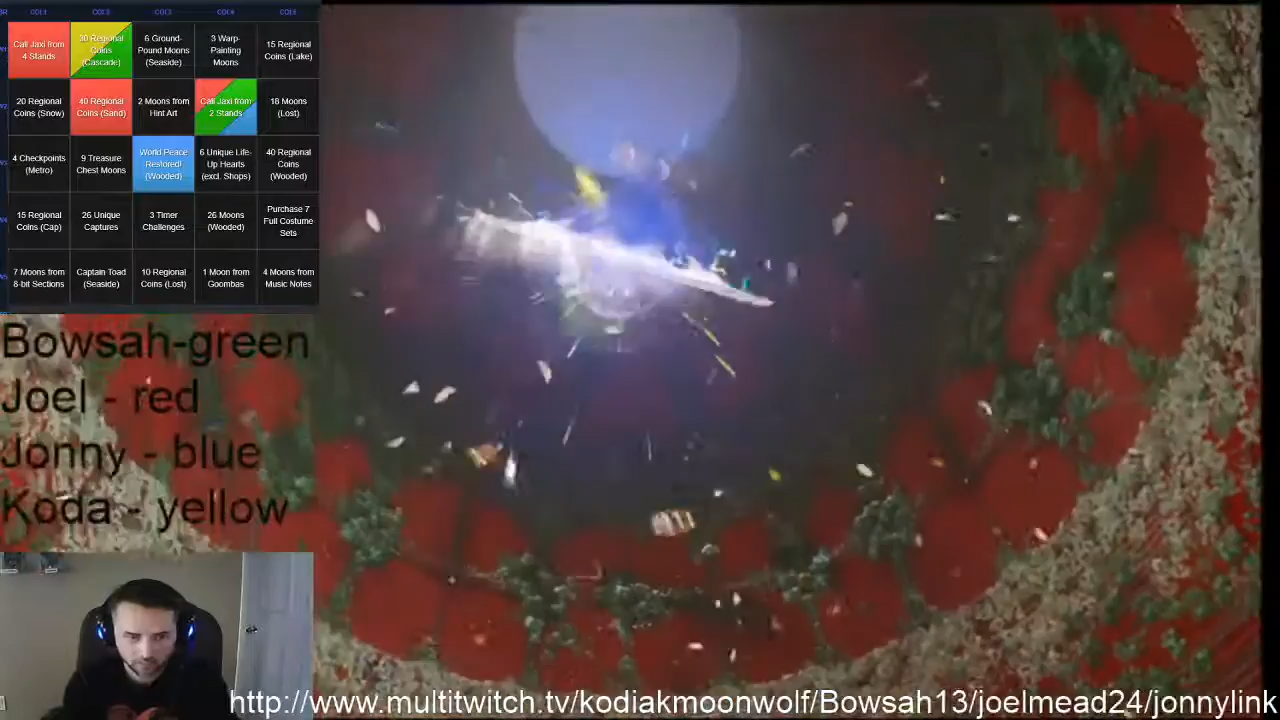 COL1 COL2 COL3 COL4 COL5
Call Jaxi from
4 Stands
30 Regional
Coins
(Cascade)
6 Ground-
Pound Moons
(Seaside)
3 Warp-
Painting
Moons
15 Regional
Coins (Lake)
20 Regional
Coins (Snow)
40 Regional
Coins (Sand)
2 Moons from
Hint Art
Call Jaxi from
2 Stands
18 Moons
(Lost)
4 Checkpoints
(Metro)
9 Treasure
Chest Moons
World Peace
Restored!
(Wooded)
6 Unique Life-
Up Hearts
(excl. Shops)
40 Regional
Coins
(Wooded)
15 Regional
Coins (Cap)
26 Unique
Captures
3 Timer
Challenges
26 Moons
(Wooded)
Purchase 7
Full Costume
Sets
7 Moons from
8-bit Sections
Captain Toad
(Seaside)
10 Regional
Coins (Lost)
1 Moon from
Goombas
4 Moons from
Music Notes
Bowsah-green
Joel - red
Jonny - blue
Koda - yellow
http://www.multitwitch.tv/kodiakmoonwolf/Bowsah13/joelmead24/jonnylink